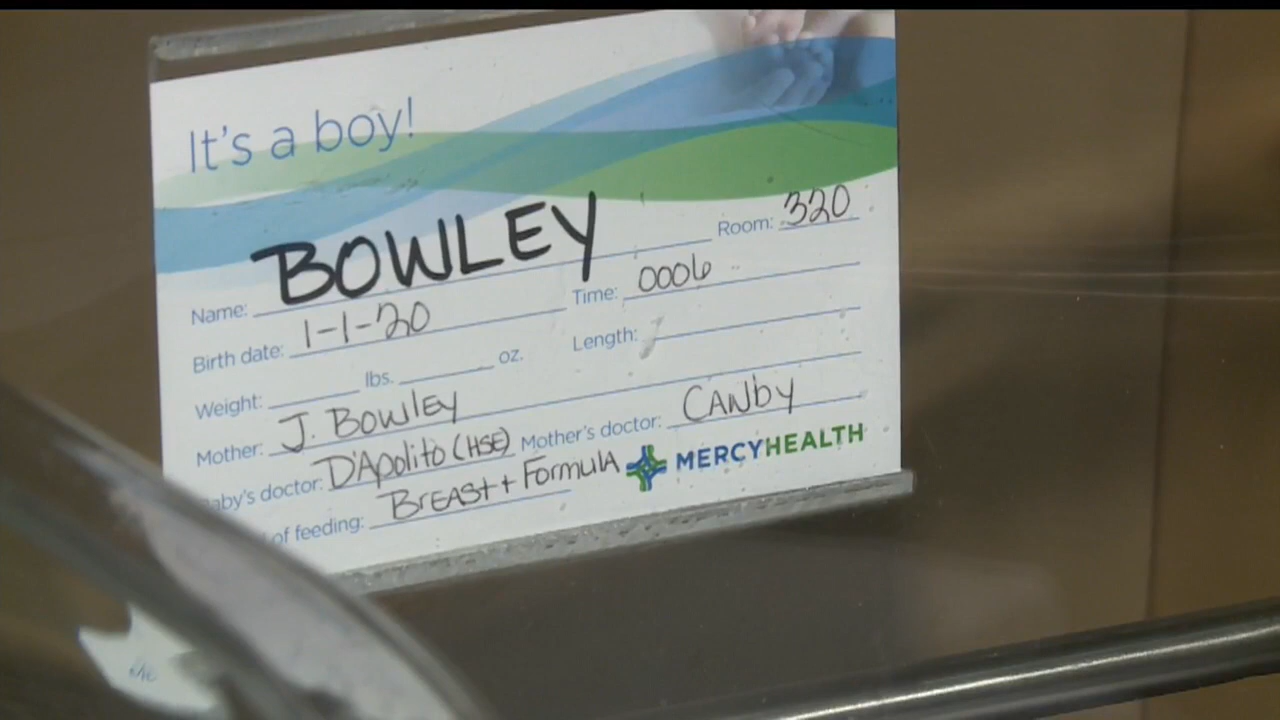 It's a boy!
Name: BOWLEY Room: 320
Birth date: 1-1-20 Time: 0006
Weight: lbs. oz. Length:
Mother: J. BOWLEY
aby's doctor: D'Apolito (HSE) Mother's doctor: CANby
of feeding: BrEAST + FormulA MERCYHEALTH